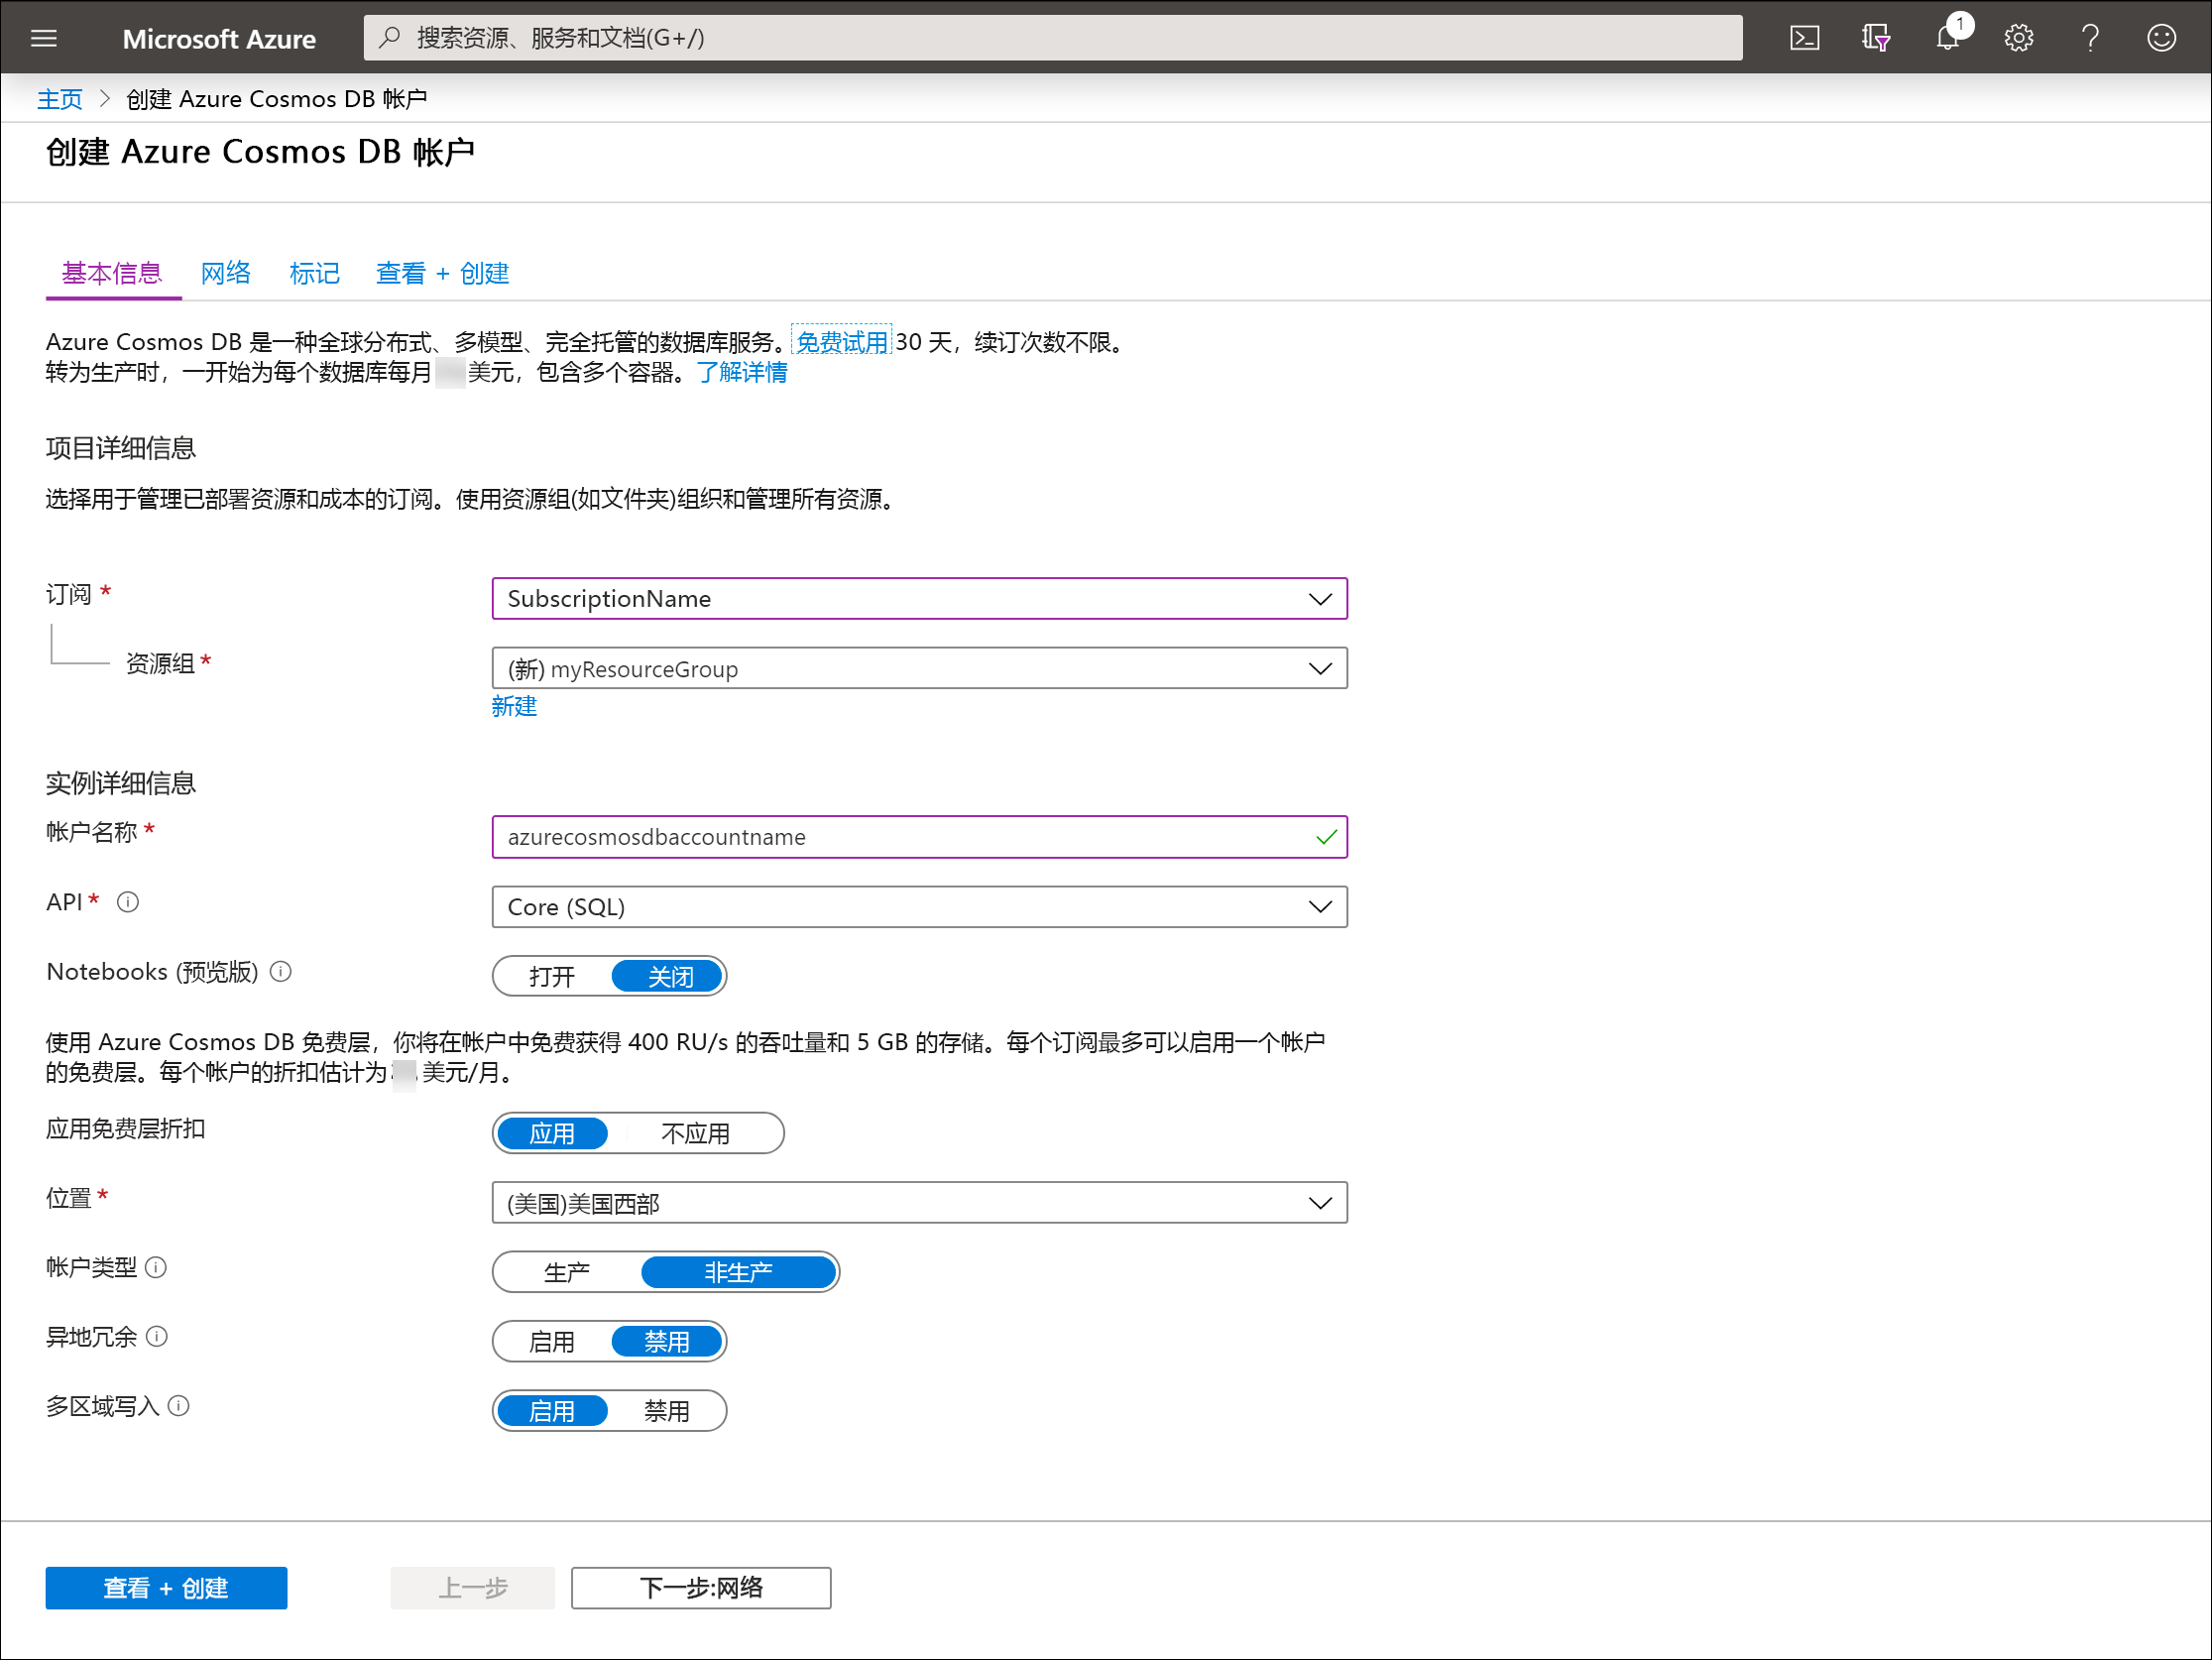 Microsoft Azure
搜索资源、服务和文档(G+/)
1
主页 > 创建 Azure Cosmos DB 帐户
创建 Azure Cosmos DB 帐户
基本信息 网络 标记 查看 + 创建
Azure Cosmos DB 是一种全球分布式、多模型、完全托管的数据库服务。免费试用 30 天，续订次数不限。
转为生产时，一开始为每个数据库每月 美元，包含多个容器。了解详情
项目详细信息
选择用于管理已部署资源和成本的订阅。使用资源组(如文件夹)组织和管理所有资源。
订阅 * SubscriptionName
资源组 * (新) myResourceGroup
新建
实例详细信息
帐户名称 * azurecosmosdbaccountname
API * Core (SQL)
Notebooks (预览版) 打开 关闭
使用 Azure Cosmos DB 免费层，你将在帐户中免费获得 400 RU/s 的吞吐量和 5 GB 的存储。每个订阅最多可以启用一个帐户
的免费层。每个帐户的折扣估计为 美元/月。
应用免费层折扣 应用 不应用
位置 * (美国)美国西部
帐户类型 生产 非生产
异地冗余 启用 禁用
多区域写入 启用 禁用
查看 + 创建 上一步 下一步:网络